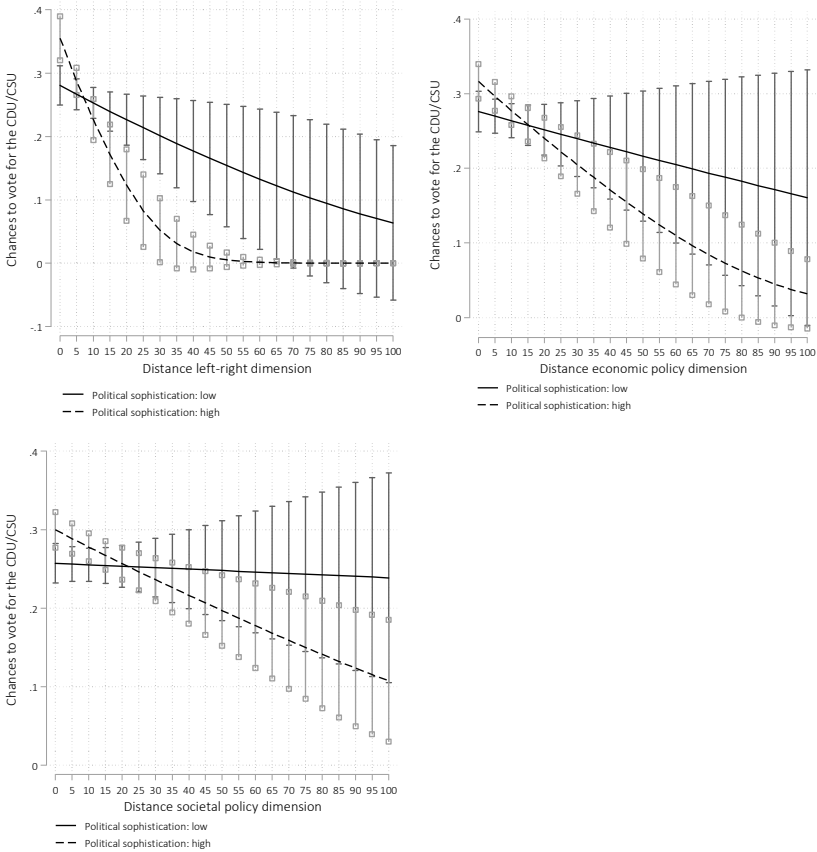 Chances to vote for the CDU/CSU
.4
.3
.2
.1
0
-.1
0 5 10 15 20 25 30 35 40 45 50 55 60 65 70 75 80 85 90 95 100
Distance left-right dimension
Political sophistication: low
Political sophistication: high
Chances to vote for the CDU/CSU
.4
.3
.2
.1
0
0 5 10 15 20 25 30 35 40 45 50 55 60 65 70 75 80 85 90 95 100
Distance economic policy dimension
Political sophistication: low
Political sophistication: high
Chances to vote for the CDU/CSU
.4
.3
.2
.1
0
0 5 10 15 20 25 30 35 40 45 50 55 60 65 70 75 80 85 90 95 100
Distance societal policy dimension
Political sophistication: low
Political sophistication: high